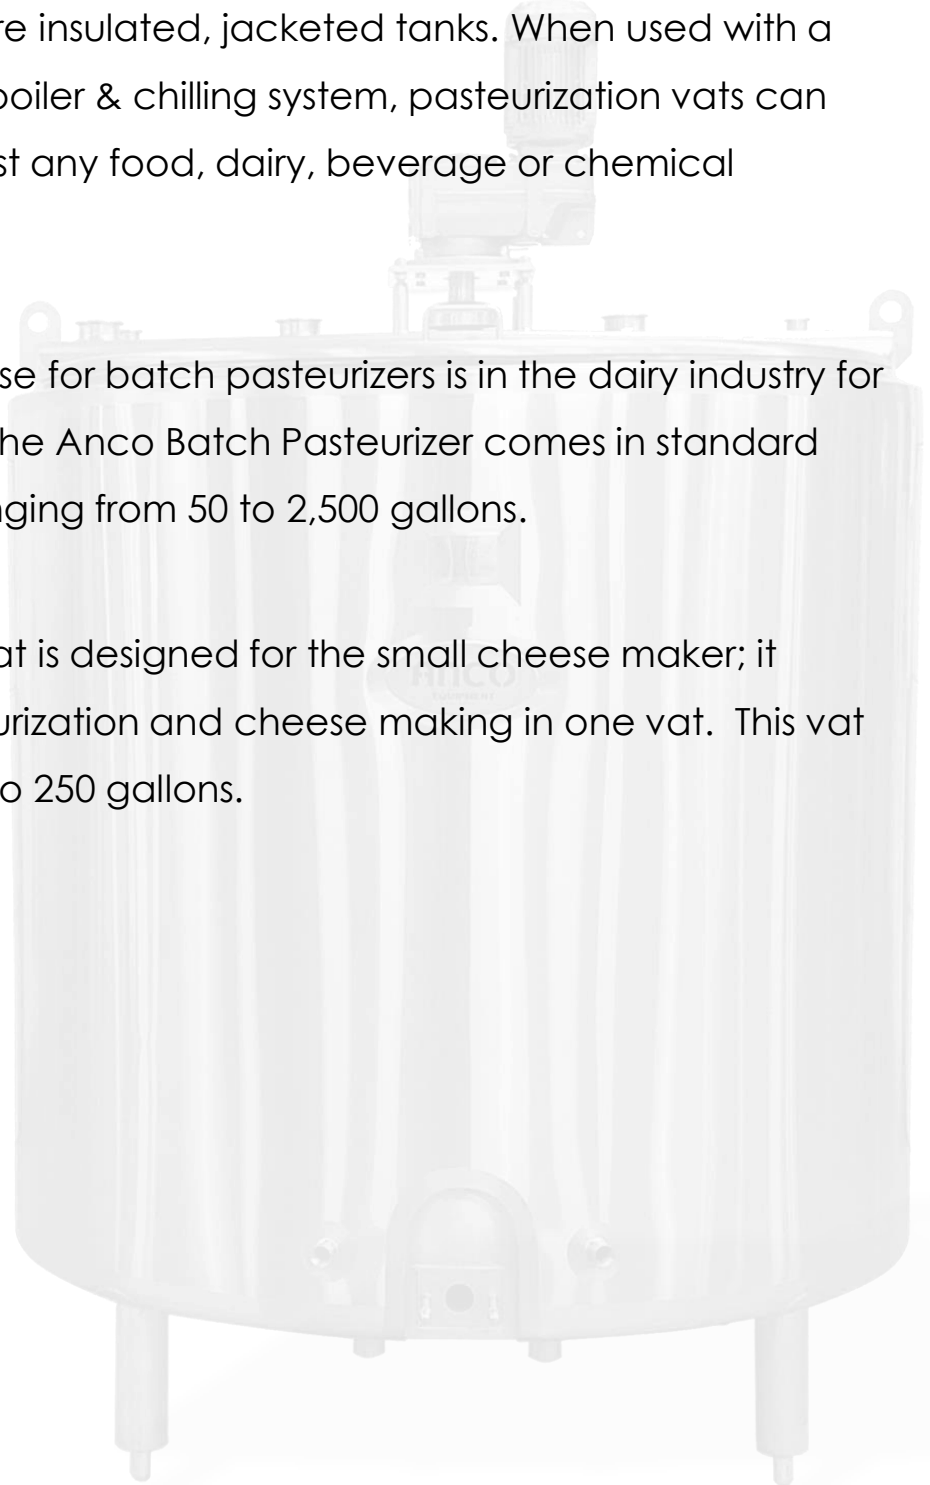 re insulated, jacketed tanks. When used with a
boiler & chilling system, pasteurization vats can
st any food, dairy, beverage or chemical
se for batch pasteurizers is in the dairy industry for
he Anco Batch Pasteurizer comes in standard
nging from 50 to 2,500 gallons.
at is designed for the small cheese maker; it
urization and cheese making in one vat. This vat
o 250 gallons.
ANCO
EQUIPMENT